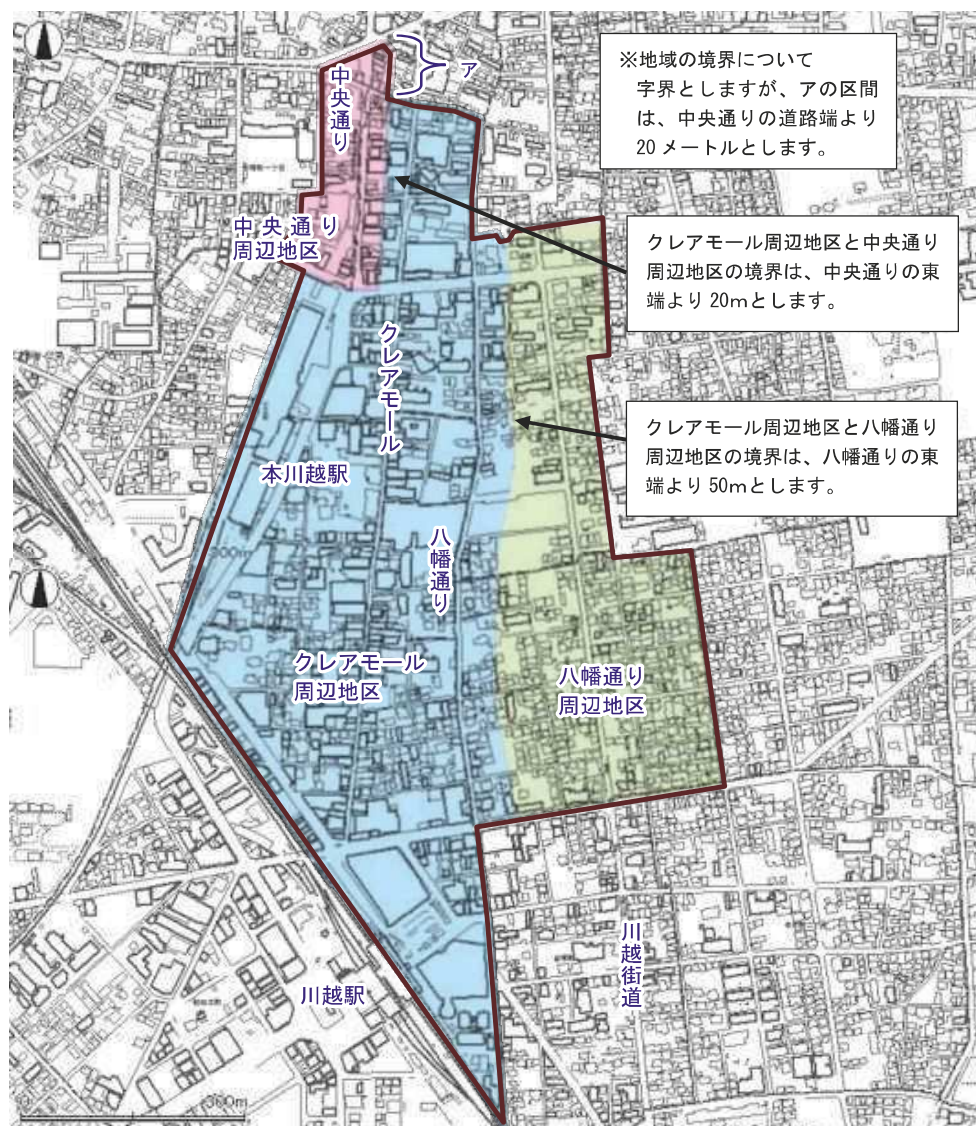 中央通り
ア
※地域の境界について
字界としますが、アの区間
は、中央通りの道路端より
20メートルとします。
中央通り
周辺地区
クレアモール周辺地区と中央通り
周辺地区の境界は、中央通りの東
端より20ｍとします。
クレアモール
クレアモール周辺地区と八幡通り
周辺地区の境界は、八幡通りの東
端より50ｍとします。
本川越駅
八幡通り
300m
クレアモール
周辺地区
八幡通り
周辺地区
川越街道
川越駅
0
300m